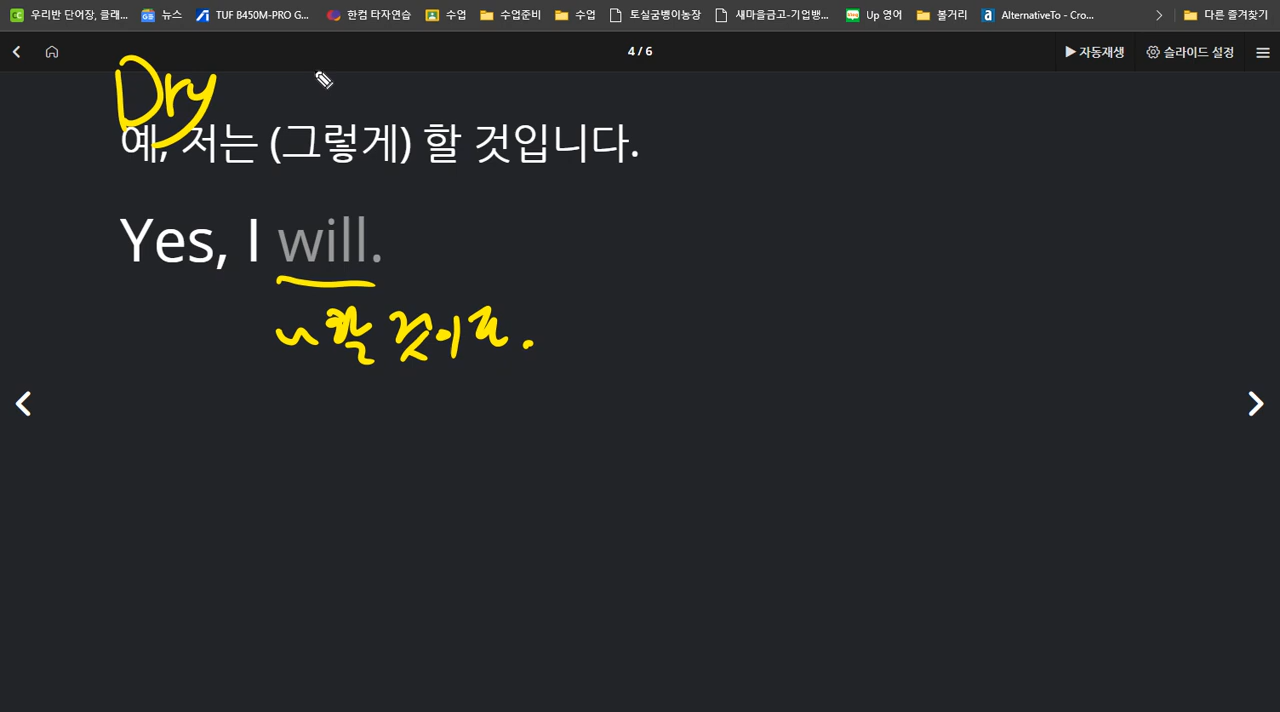 우리반 단어장, 클래... 뉴스 TUF B450M-PRO G... 한컴 타자연습 수업 수업준비 수업 토실굼벵이농장 새마을금고-기업뱅... Up 영어 볼거리 AlternativeTo - Cro... 다른 즐겨찾기
4 / 6 자동재생 슬라이드 설정
Dry
예, 저는 (그렇게) 할 것입니다.
Yes, I will.
~할 것이다.